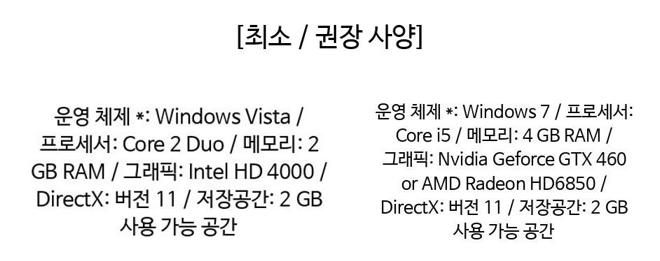 [최소 / 권장 사양]
운영 체제 *: Windows Vista /
프로세서: Core 2 Duo / 메모리: 2
GB RAM / 그래픽: Intel HD 4000 /
DirectX: 버전 11 / 저장공간: 2 GB
사용 가능 공간
운영 체제 *: Windows 7 / 프로세서:
Core i5 / 메모리: 4 GB RAM /
그래픽: Nvidia Geforce GTX 460
or AMD Radeon HD6850 /
DirectX: 버전 11 / 저장공간: 2 GB
사용 가능 공간